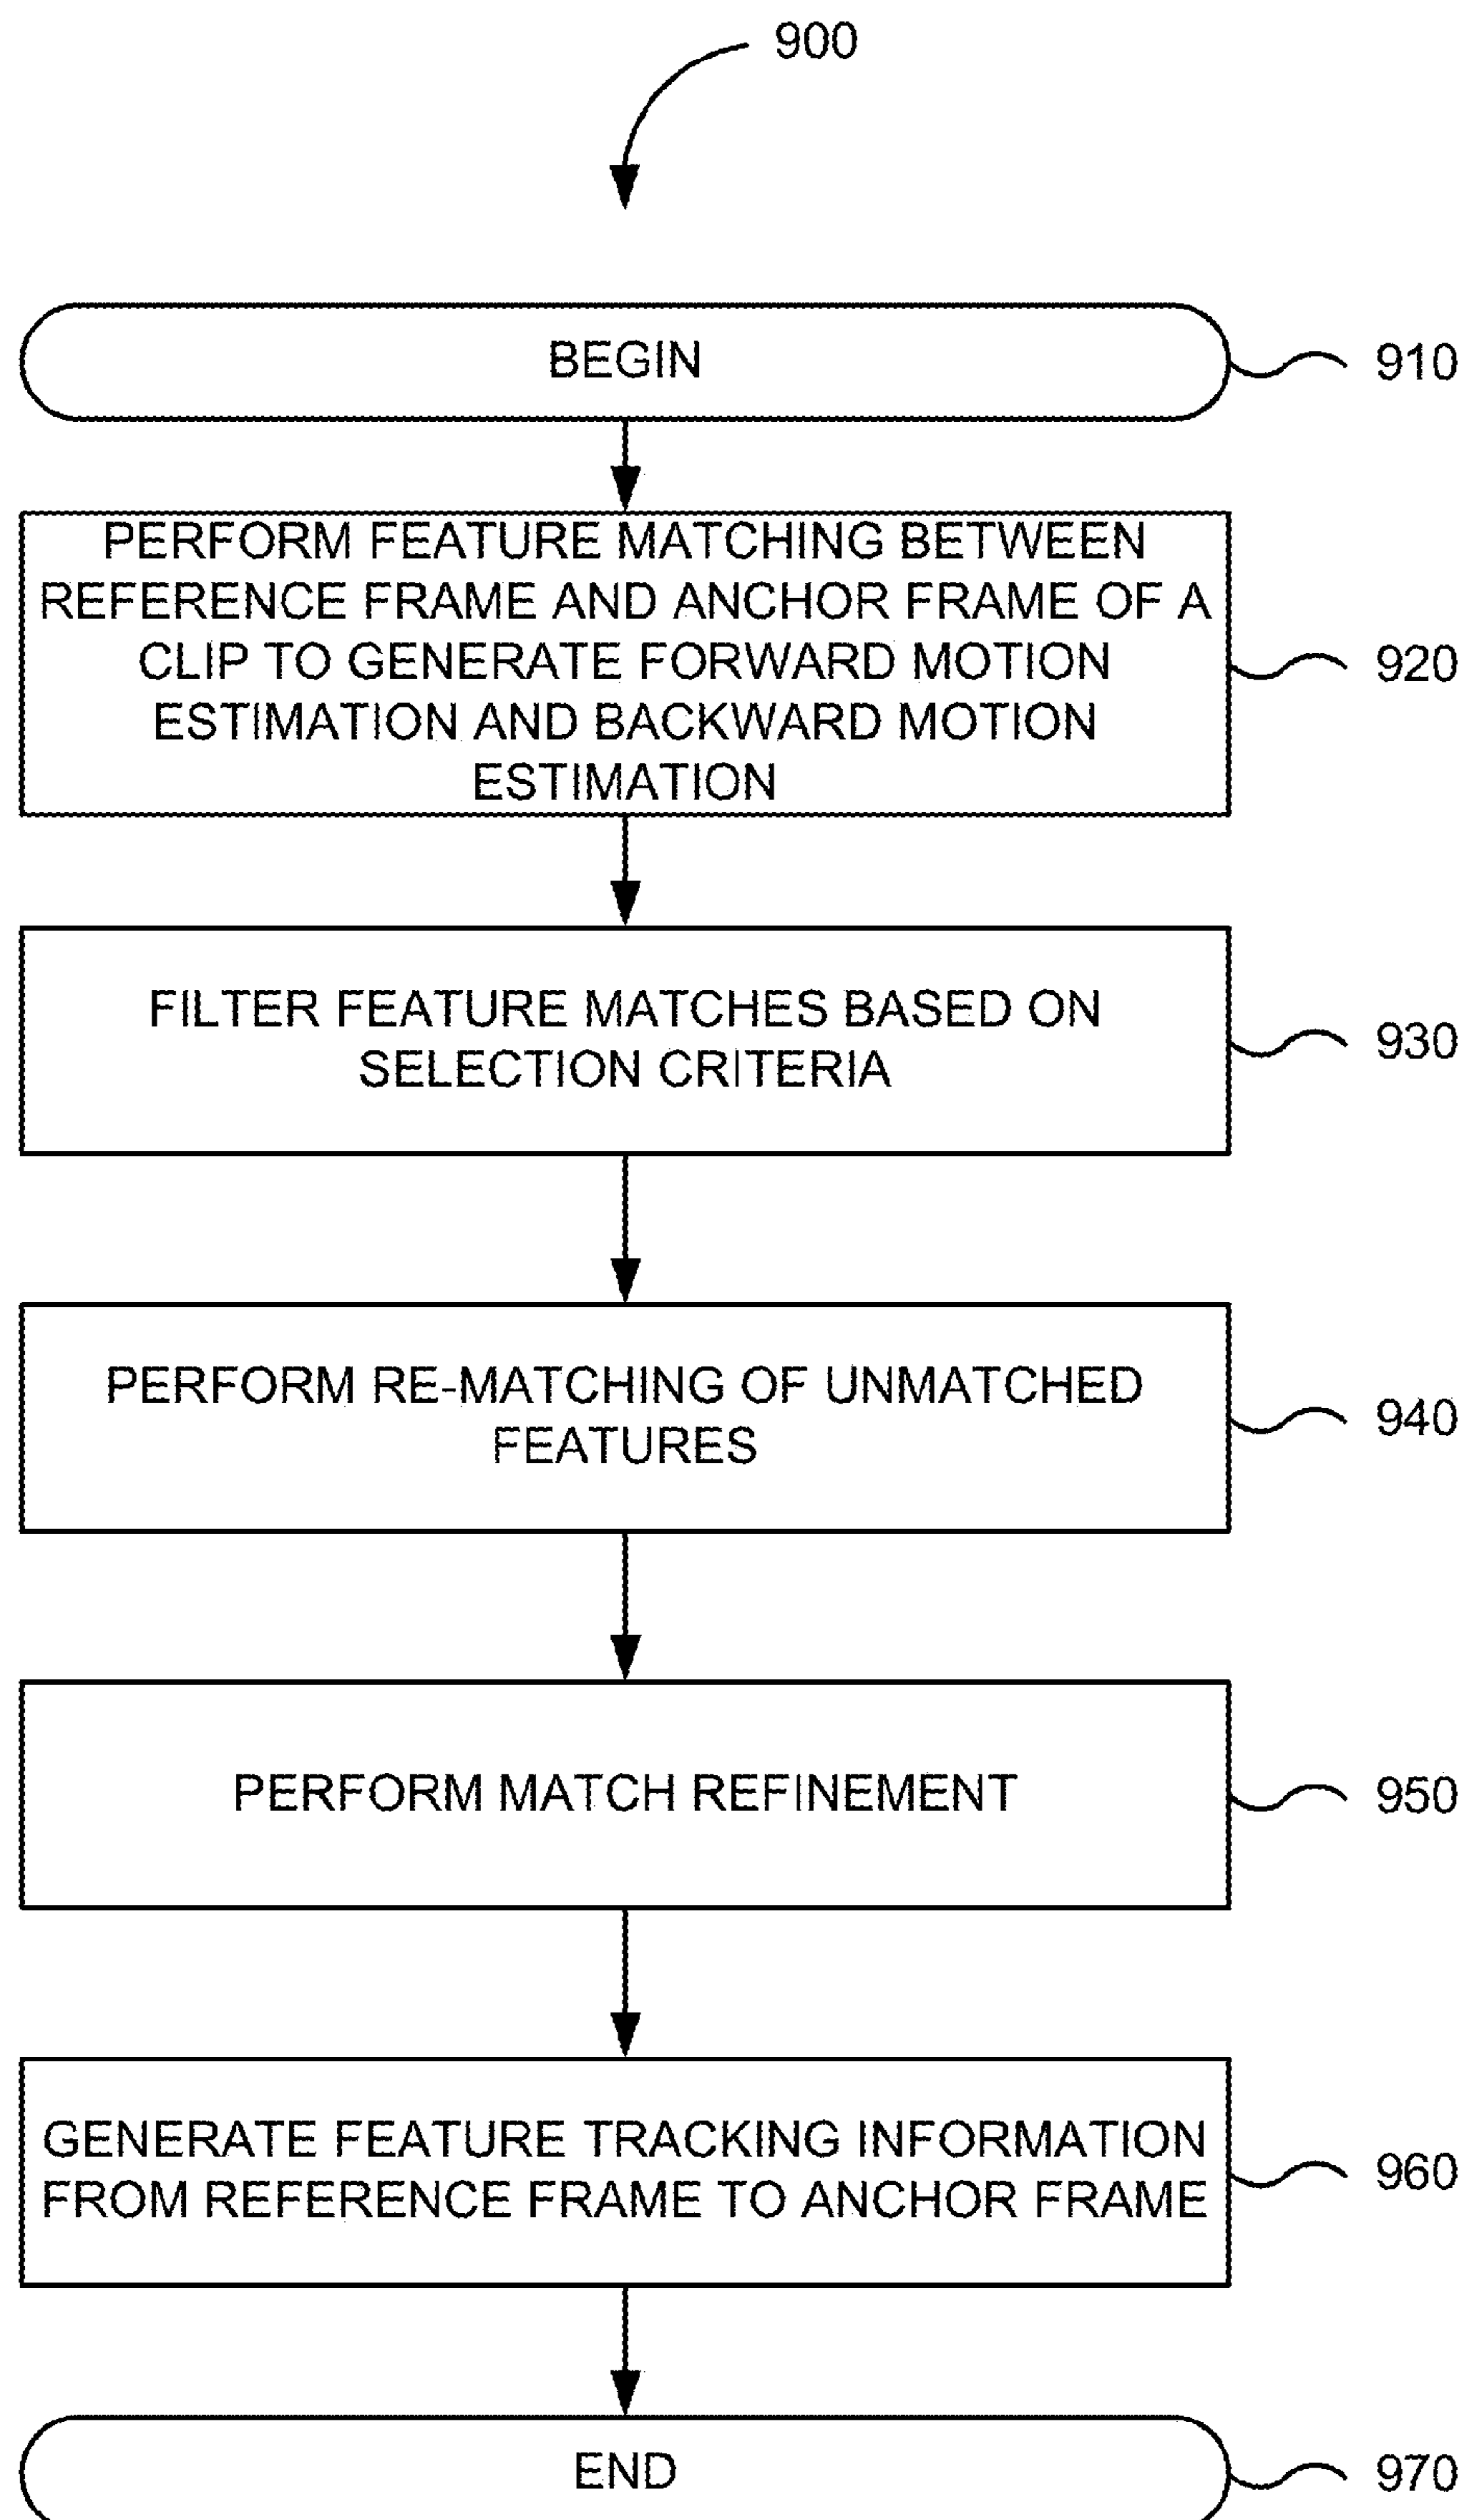 900
BEGIN
910
PERFORM FEATURE MATCHING BETWEEN
REFERENCE FRAME AND ANCHOR FRAME OF A
CLIP TO GENERATE FORWARD MOTION
ESTIMATION AND BACKWARD MOTION
ESTIMATION
920
FILTER FEATURE MATCHES BASED ON
SELECTION CRITERIA
930
PERFORM RE-MATCHING OF UNMATCHED
FEATURES
940
PERFORM MATCH REFINEMENT
950
GENERATE FEATURE TRACKING INFORMATION
FROM REFERENCE FRAME TO ANCHOR FRAME
960
END
970